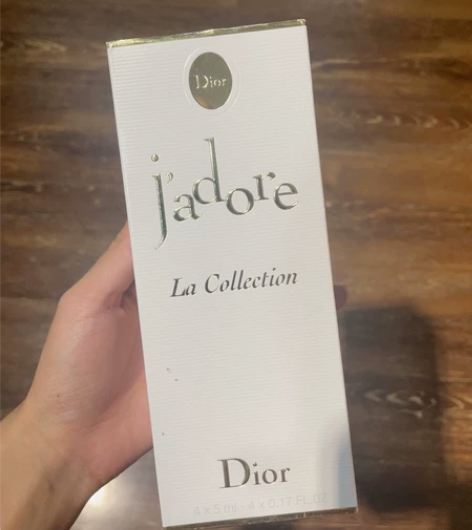 Dior
j'adore
La Collection
Dior
4 x 5 ml - 4 x 0.17 FL.OZ